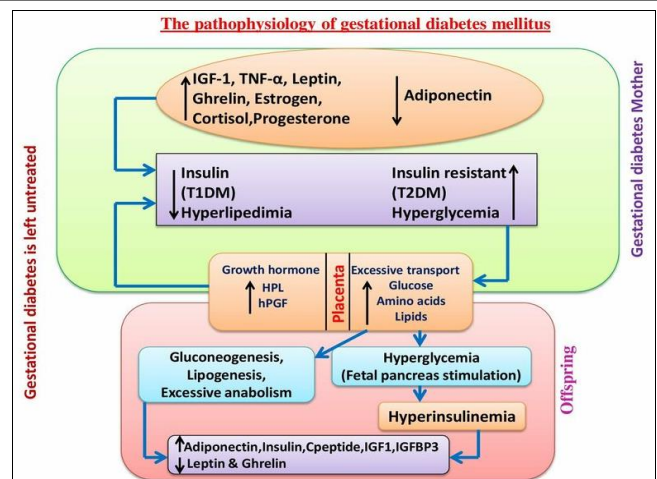 The pathophysiology of gestational diabetes mellitus
Gestational diabetes is left untreated
Gestational diabetes Mother
IGF-1, TNF-α, Leptin,
Ghrelin, Estrogen,
Cortisol,Progesterone
Adiponectin
Insulin
(T1DM)
Hyperlipedimia
Insulin resistant
(T2DM)
Hyperglycemia
Growth hormone
HPL
hPGF
Placenta
Excessive transport
Glucose
Amino acids
Lipids
Offspring
Gluconeogenesis,
Lipogenesis,
Excessive anabolism
Hyperglycemia
(Fetal pancreas stimulation)
Hyperinsulinemia
Adiponectin,Insulin,Cpeptide,IGF1,IGFBP3
Leptin & Ghrelin